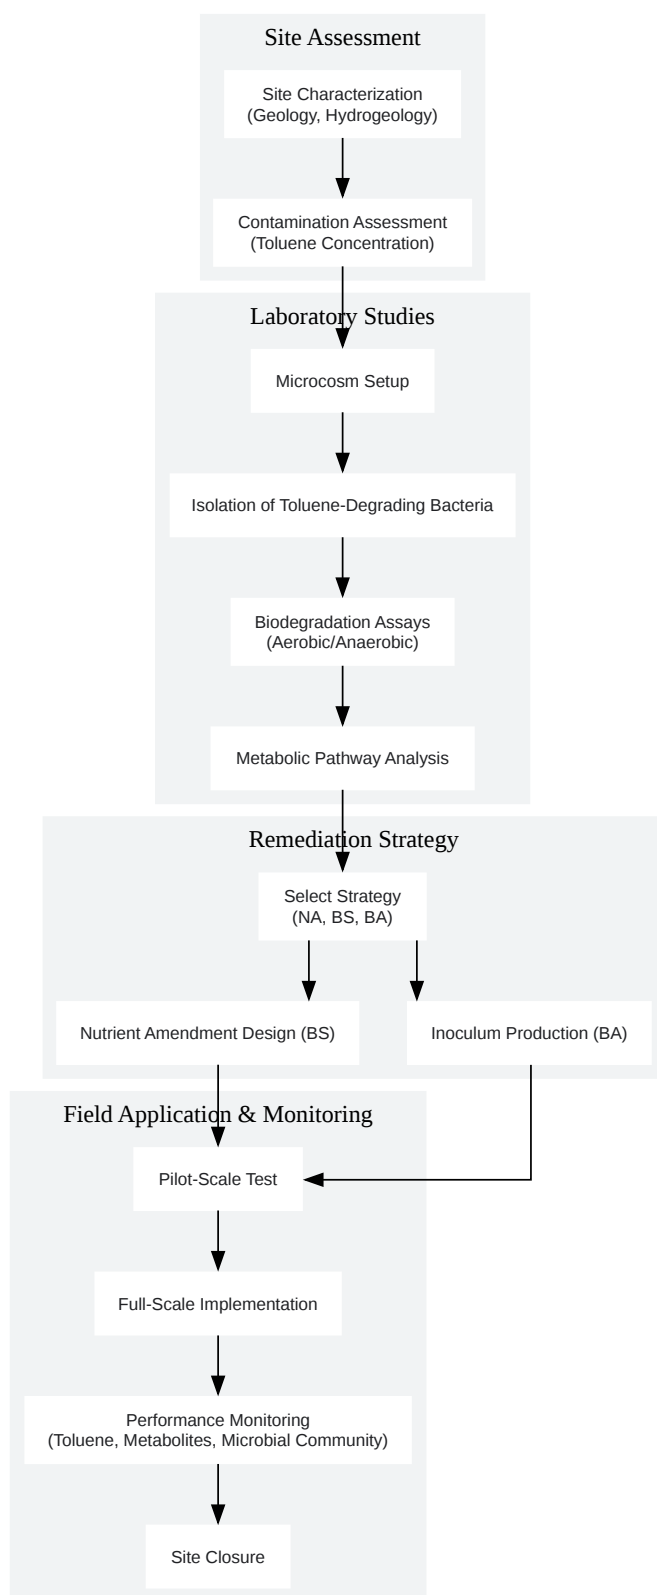 Site Assessment
Site Characterization
(Geology, Hydrogeology)
Contamination Assessment
(Toluene Concentration)
Laboratory Studies
Microcosm Setup
Isolation of Toluene-Degrading Bacteria
Biodegradation Assays
(Aerobic/Anaerobic)
Metabolic Pathway Analysis
Remediation Strategy
Select Strategy
(NA, BS, BA)
Nutrient Amendment Design (BS)
Inoculum Production (BA)
Field Application & Monitoring
Pilot-Scale Test
Full-Scale Implementation
Performance Monitoring
(Toluene, Metabolites, Microbial Community)
Site Closure